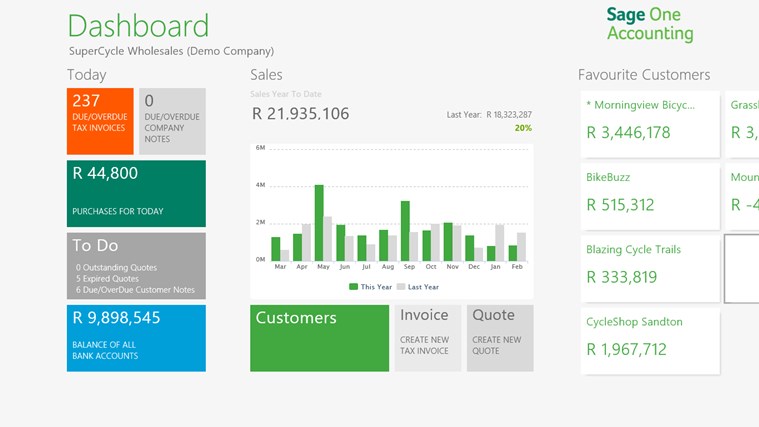 Dashboard
SuperCycle Wholesales (Demo Company)
Sage One
Accounting
Today
237
DUE/OVERDUE
TAX INVOICES
0
DUE/OVERDUE
COMPANY
NOTES
R 44,800
PURCHASES FOR TODAY
To Do
0 Outstanding Quotes
5 Expired Quotes
6 Due/OverDue Customer Notes
R 9,898,545
BALANCE OF ALL
BANK ACCOUNTS
Sales
Sales Year To Date
R 21,935,106
Last Year: R 18,323,287
20%
6M
4M
2M
0M
Mar Apr May Jun Jul Aug Sep Oct Nov Dec Jan Feb
This Year Last Year
Customers
Invoice
CREATE NEW
TAX INVOICE
Quote
CREATE NEW
QUOTE
Favourite Customers
* Morningview Bicyc...
R 3,446,178
Grassl
R 3,
BikeBuzz
R 515,312
Moun
R -4
Blazing Cycle Trails
R 333,819
CycleShop Sandton
R 1,967,712